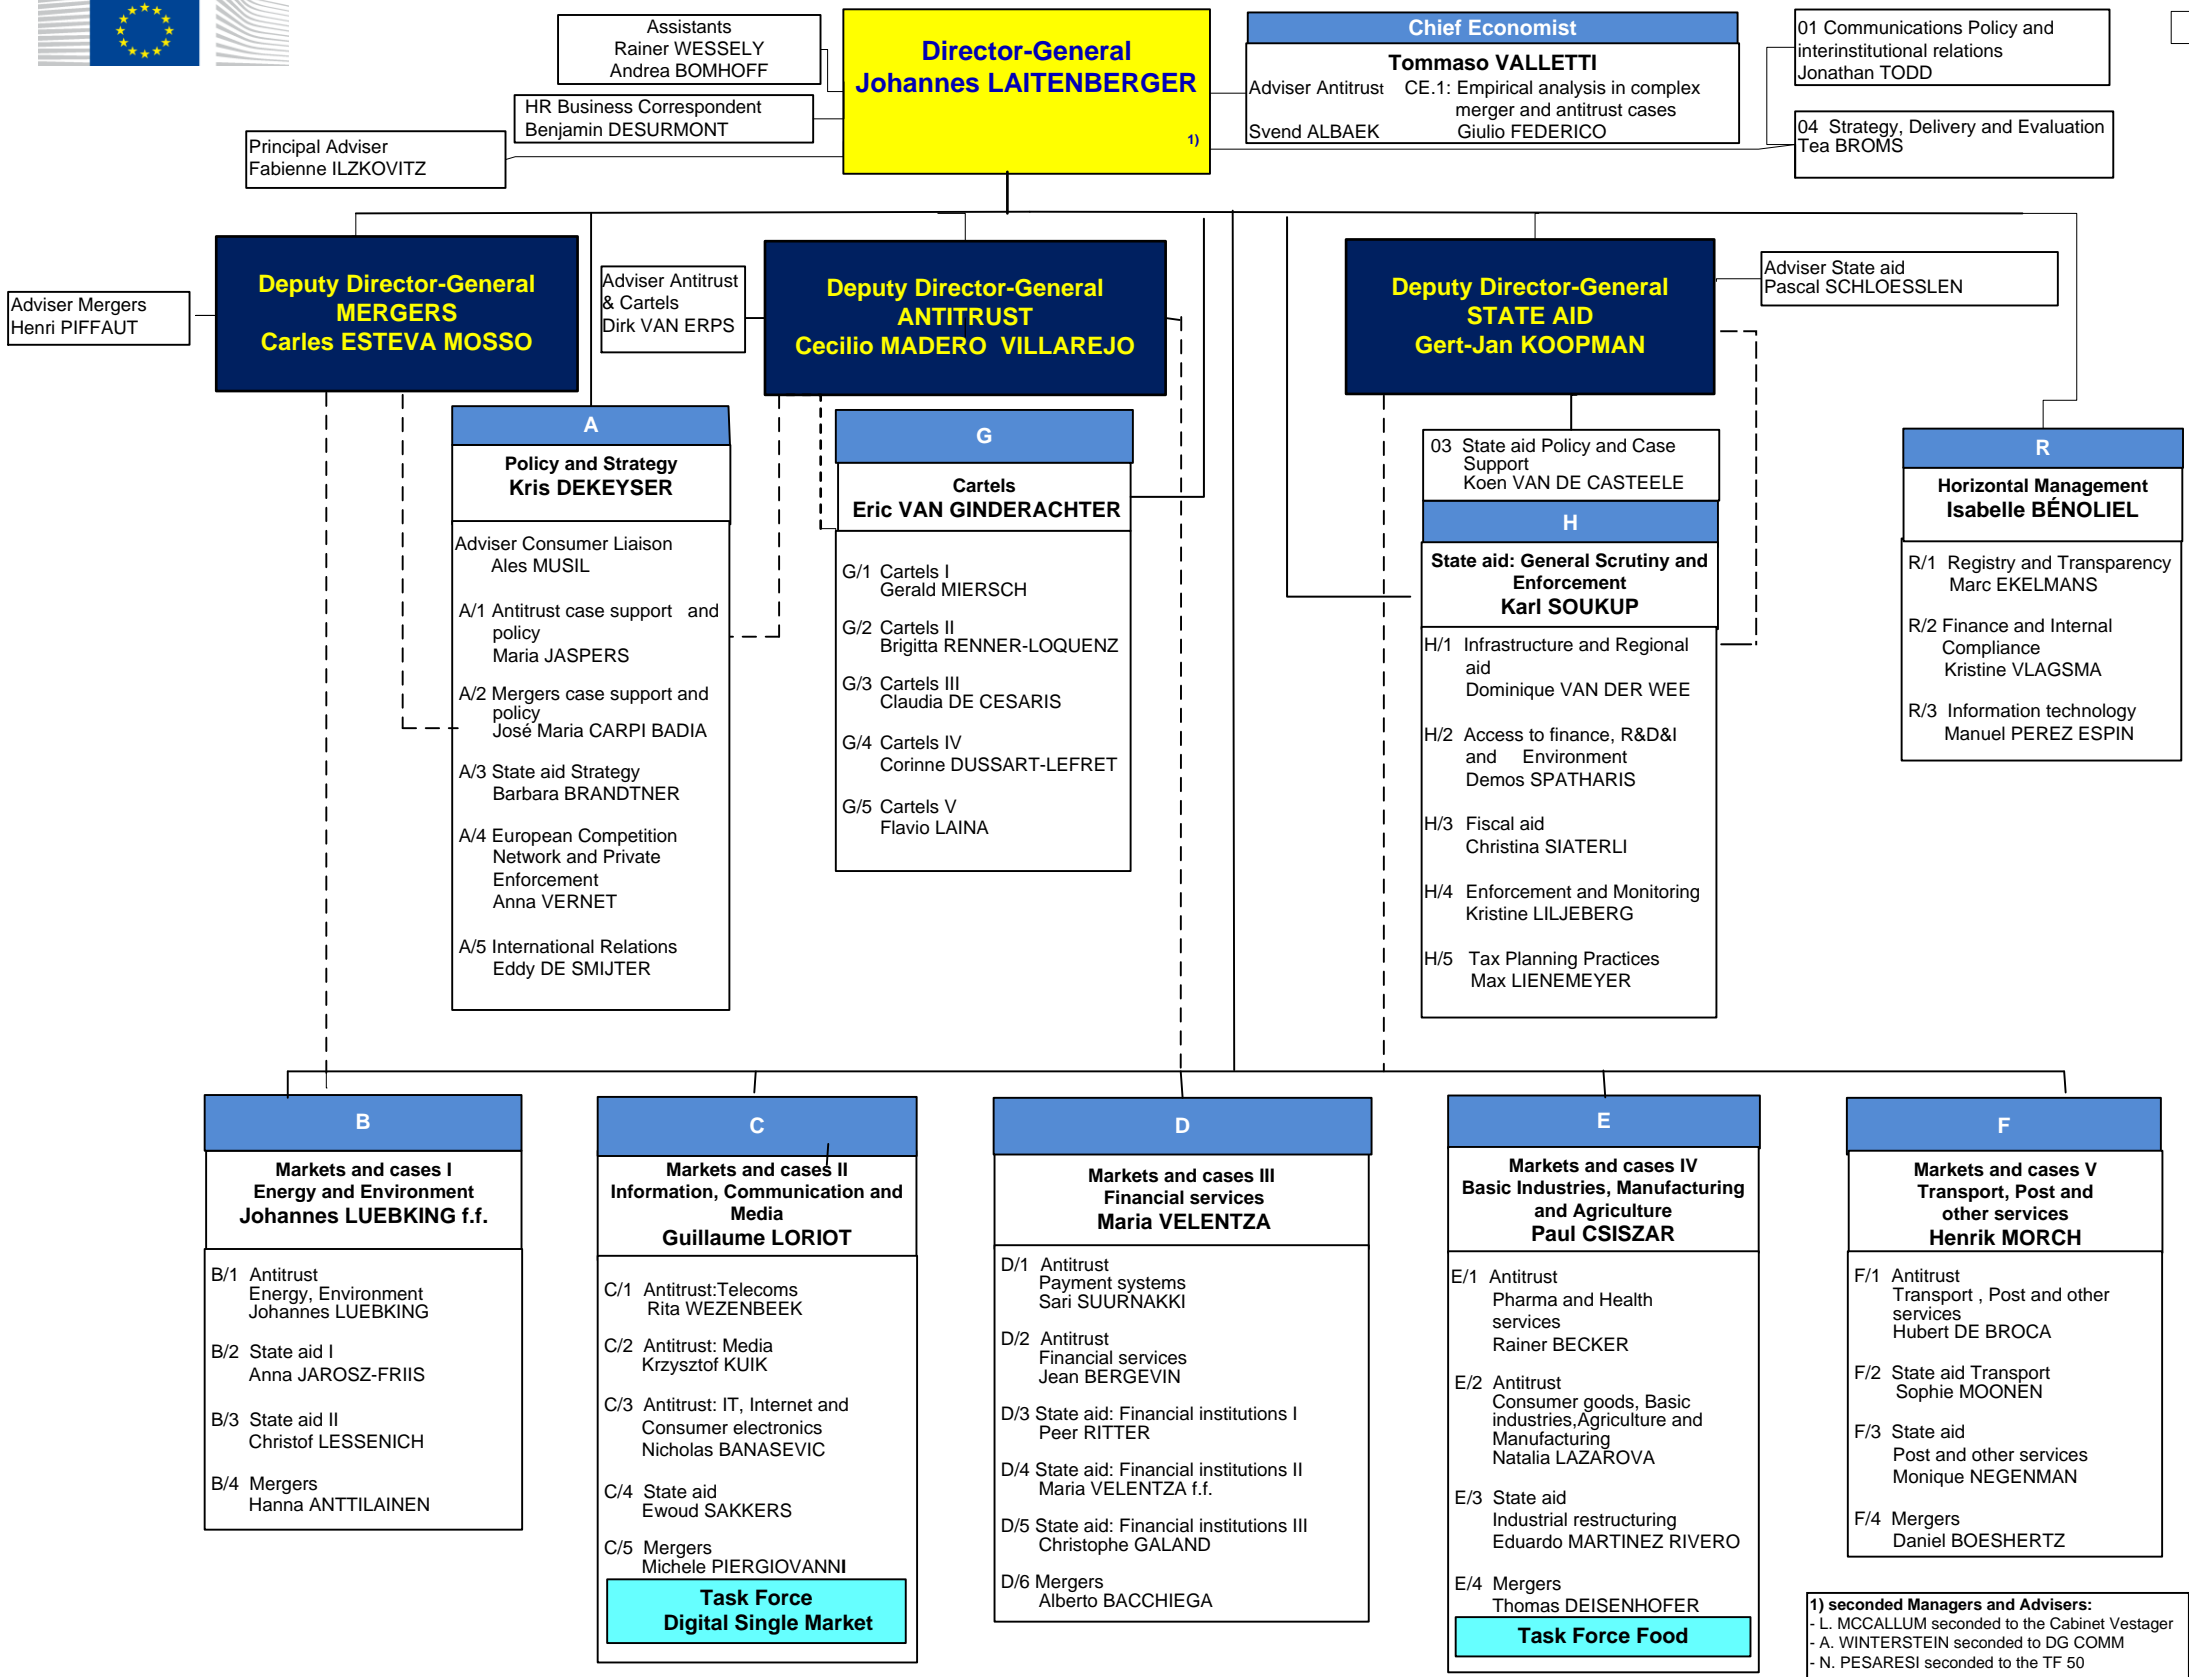 Assistants
Rainer WESSELY
Andrea BOMHOFF
HR Business Correspondent
Benjamin DESURMONT
Principal Adviser
Fabienne ILZKOVITZ
Director-General
Johannes LAITENBERGER
1)
Chief Economist
Tommaso VALLETTI
Adviser Antitrust CE.1: Empirical analysis in complex
merger and antitrust cases
Svend ALBAEK Giulio FEDERICO
01 Communications Policy and
interinstitutional relations
Jonathan TODD
04 Strategy, Delivery and Evaluation
Tea BROMS
Adviser Mergers
Henri PIFFAUT
Deputy Director-General
MERGERS
Carles ESTEVA MOSSO
Adviser Antitrust
& Cartels
Dirk VAN ERPS
Deputy Director-General
ANTITRUST
Cecilio MADERO VILLAREJO
Deputy Director-General
STATE AID
Gert-Jan KOOPMAN
Adviser State aid
Pascal SCHLOESSLEN
A
Policy and Strategy
Kris DEKEYSER
Adviser Consumer Liaison
Ales MUSIL
A/1 Antitrust case support and
policy
Maria JASPERS
A/2 Mergers case support and
policy
José Maria CARPI BADIA
A/3 State aid Strategy
Barbara BRANDTNER
A/4 European Competition
Network and Private
Enforcement
Anna VERNET
A/5 International Relations
Eddy DE SMIJTER
G
Cartels
Eric VAN GINDERACHTER
G/1 Cartels I
Gerald MIERSCH
G/2 Cartels II
Brigitta RENNER-LOQUENZ
G/3 Cartels III
Claudia DE CESARIS
G/4 Cartels IV
Corinne DUSSART-LEFRET
G/5 Cartels V
Flavio LAINA
03 State aid Policy and Case
Support
Koen VAN DE CASTEELE
H
State aid: General Scrutiny and
Enforcement
Karl SOUKUP
H/1 Infrastructure and Regional
aid
Dominique VAN DER WEE
H/2 Access to finance, R&D&I
and Environment
Demos SPATHARIS
H/3 Fiscal aid
Christina SIATERLI
H/4 Enforcement and Monitoring
Kristine LILJEBERG
H/5 Tax Planning Practices
Max LIENEMEYER
R
Horizontal Management
Isabelle BÉNOLIEL
R/1 Registry and Transparency
Marc EKELMANS
R/2 Finance and Internal
Compliance
Kristine VLAGSMA
R/3 Information technology
Manuel PEREZ ESPIN
B
Markets and cases I
Energy and Environment
Johannes LUEBKING f.f.
B/1 Antitrust
Energy, Environment
Johannes LUEBKING
B/2 State aid I
Anna JAROSZ-FRIIS
B/3 State aid II
Christof LESSENICH
B/4 Mergers
Hanna ANTTILAINEN
C
Markets and cases II
Information, Communication and
Media
Guillaume LORIOT
C/1 Antitrust:Telecoms
Rita WEZENBEEK
C/2 Antitrust: Media
Krzysztof KUIK
C/3 Antitrust: IT, Internet and
Consumer electronics
Nicholas BANASEVIC
C/4 State aid
Ewoud SAKKERS
C/5 Mergers
Michele PIERGIOVANNI
Task Force
Digital Single Market
D
Markets and cases III
Financial services
Maria VELENTZA
D/1 Antitrust
Payment systems
Sari SUURNAKKI
D/2 Antitrust
Financial services
Jean BERGEVIN
D/3 State aid: Financial institutions I
Peer RITTER
D/4 State aid: Financial institutions II
Maria VELENTZA f.f.
D/5 State aid: Financial institutions III
Christophe GALAND
D/6 Mergers
Alberto BACCHIEGA
E
Markets and cases IV
Basic Industries, Manufacturing
and Agriculture
Paul CSISZAR
E/1 Antitrust
Pharma and Health
services
Rainer BECKER
E/2 Antitrust
Consumer goods, Basic
industries,Agriculture and
Manufacturing
Natalia LAZAROVA
E/3 State aid
Industrial restructuring
Eduardo MARTINEZ RIVERO
E/4 Mergers
Thomas DEISENHOFER
Task Force Food
F
Markets and cases V
Transport, Post and
other services
Henrik MORCH
F/1 Antitrust
Transport , Post and other
services
Hubert DE BROCA
F/2 State aid Transport
Sophie MOONEN
F/3 State aid
Post and other services
Monique NEGENMAN
F/4 Mergers
Daniel BOESHERTZ
1) seconded Managers and Advisers:
- L. MCCALLUM seconded to the Cabinet Vestager
- A. WINTERSTEIN seconded to DG COMM
- N. PESARESI seconded to the TF 50